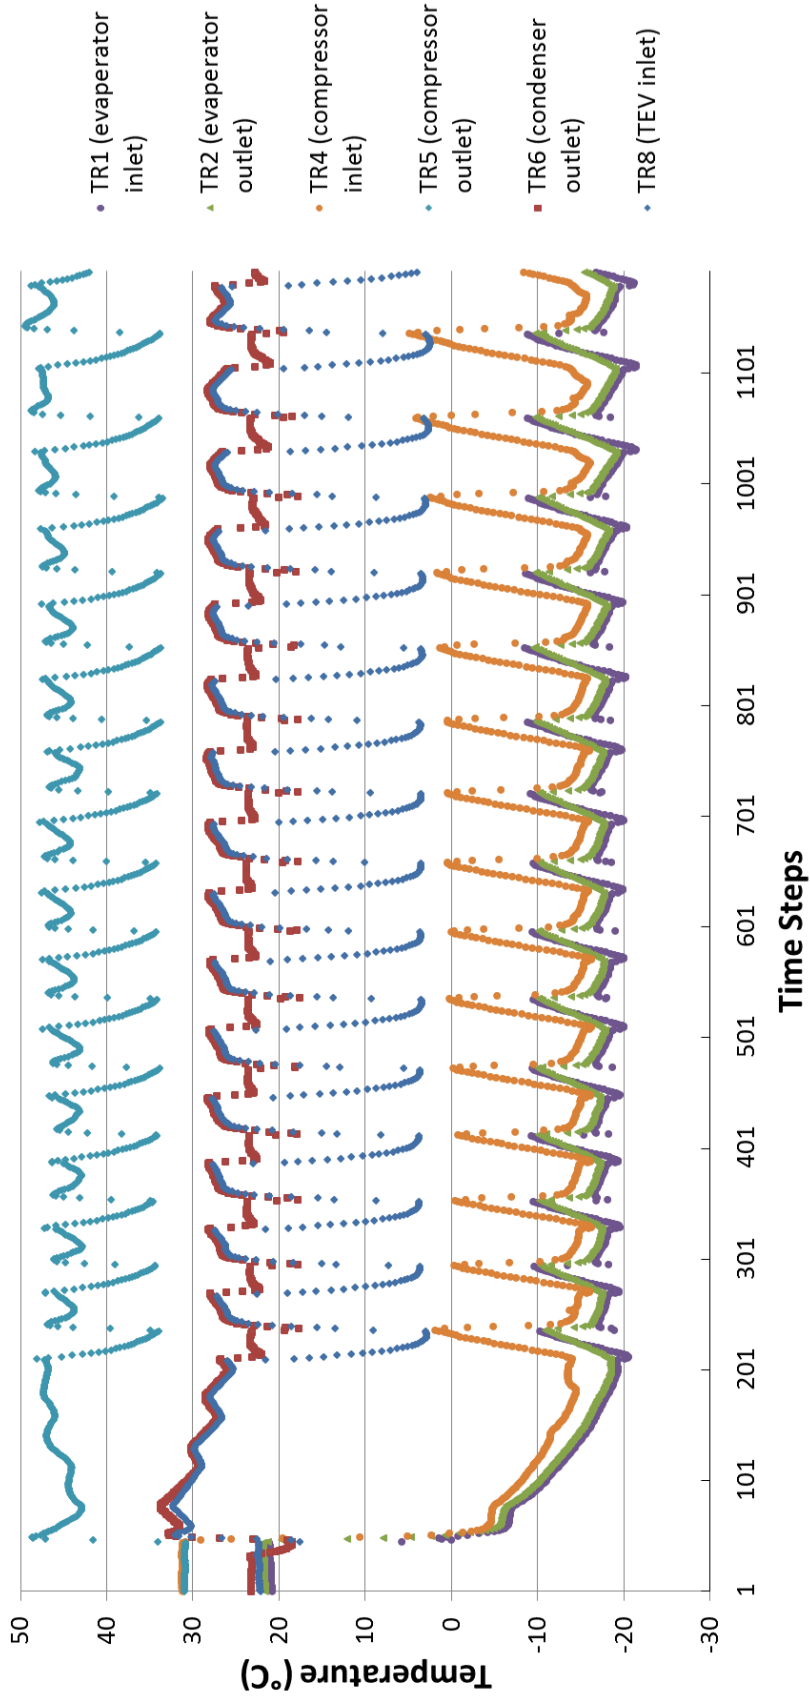 50
40
30
20
10
0
-10
-20
-30
Temperature (°C)
1
101
201
301
401
501
601
701
801
901
1001
1101
Time Steps
TR1 (evaperator
inlet)
TR2 (evaperator
outlet)
TR4 (compressor
inlet)
TR5 (compressor
outlet)
TR6 (condenser
outlet)
TR8 (TEV inlet)